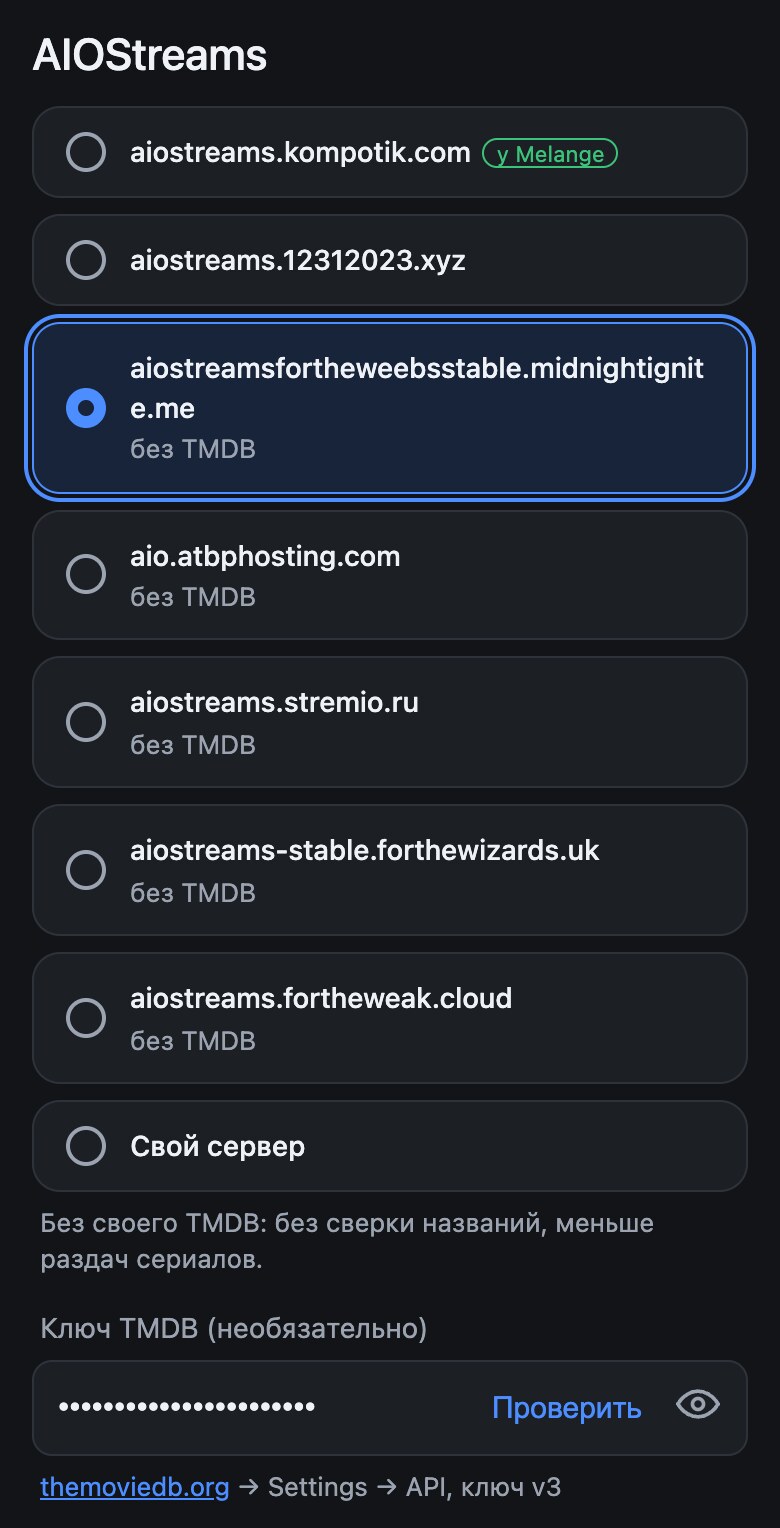 AIOStreams
aiostreams.kompotik.com у Melange
aiostreams.12312023.xyz
aiostreamsfortheweebsstable.midnightignit
e.me
без TMDB
aio.atbphosting.com
без TMDB
aiostreams.stremio.ru
без TMDB
aiostreams-stable.forthewizards.uk
без TMDB
aiostreams.fortheweak.cloud
без TMDB
Свой сервер
Без своего TMDB: без сверки названий, меньше
раздач сериалов.
Ключ TMDB (необязательно)
••••••••••••••••••••••• Проверить
themoviedb.org → Settings → API, ключ v3